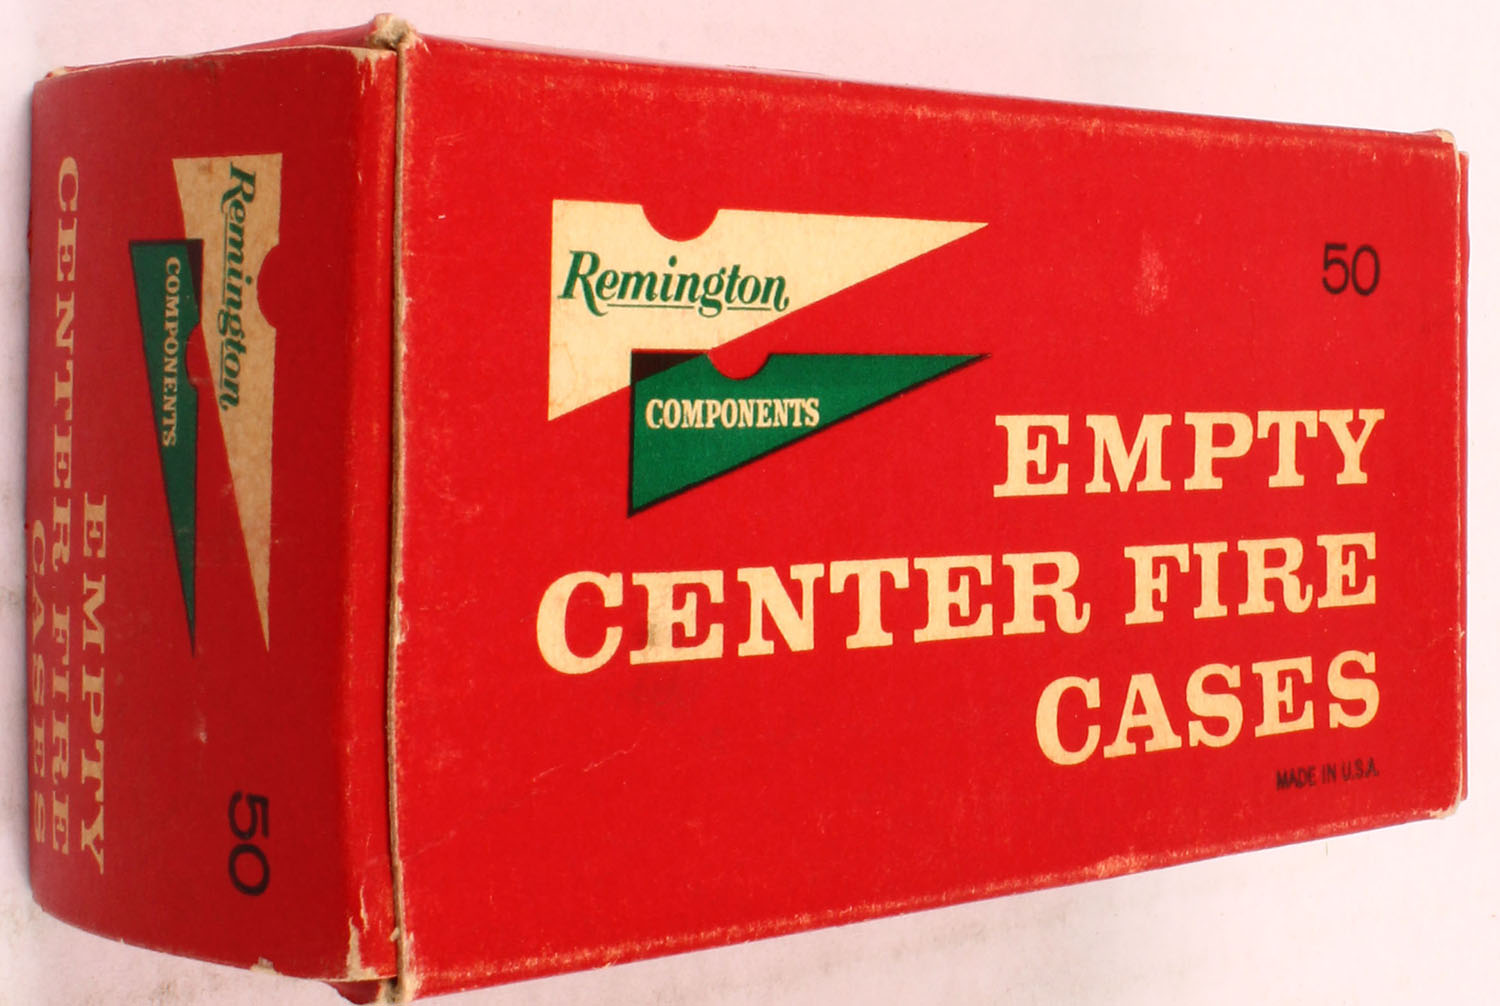 50
Remington
COMPONENTS
EMPTY
CENTER FIRE
CASES
MADE IN U.S.A.
Remington
COMPONENTS
EMPTY
CENTER FIRE
CASES
50